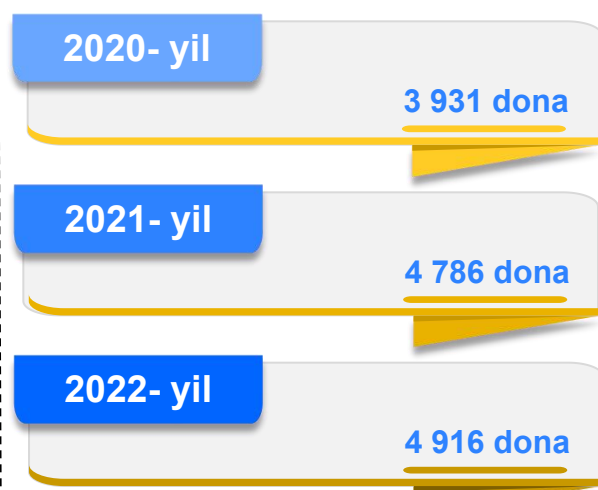 2020- yil
3 931 dona
2021- yil
4 786 dona
2022- yil
4 916 dona